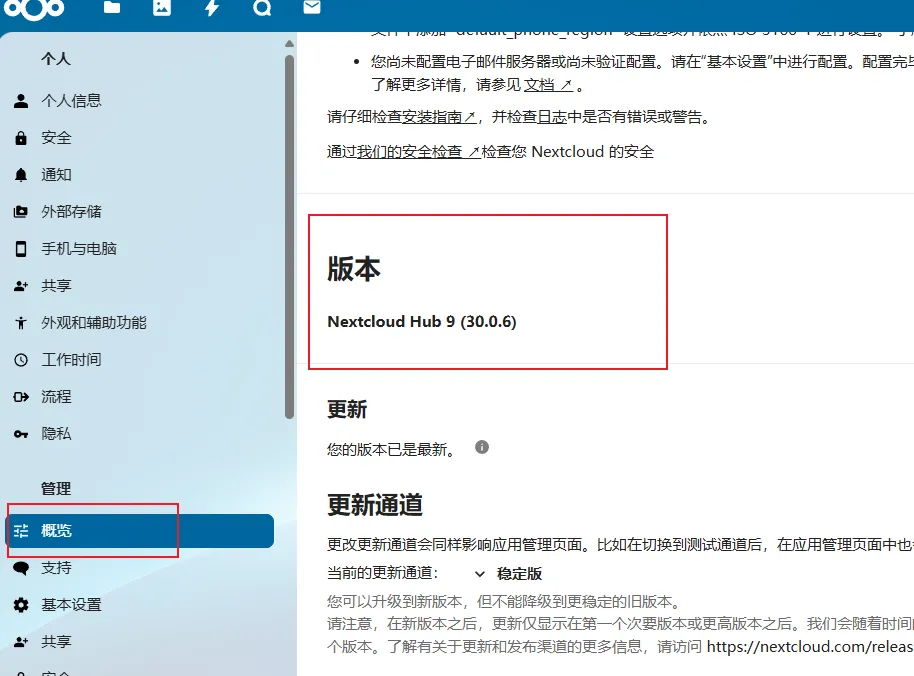 个人
个人信息
安全
通知
外部存储
手机与电脑
共享
外观和辅助功能
工作时间
流程
隐私
管理
概览
支持
基本设置
共享
您尚未配置电子邮件服务器或尚未验证配置。请在“基本设置”中进行配置。配置完
了解更多详情，请参见文档 ↗。
请仔细检查安装指南↗，并检查日志中是否有错误或警告。
通过我们的安全检查 ↗检查您 Nextcloud 的安全
版本
Nextcloud Hub 9 (30.0.6)
更新
您的版本已是最新。
更新通道
更改更新通道会同样影响应用管理页面。比如在切换到测试通道后，在应用管理页面中也
当前的更新通道： 稳定版
您可以升级到新版本，但不能降级到更稳定的旧版本。
请注意，在新版本之后，更新仅显示在第一个次要版本或更高版本之后。我们会随着时间
个版本。了解有关于更新和发布渠道的更多信息，请访问 https://nextcloud.com/releas